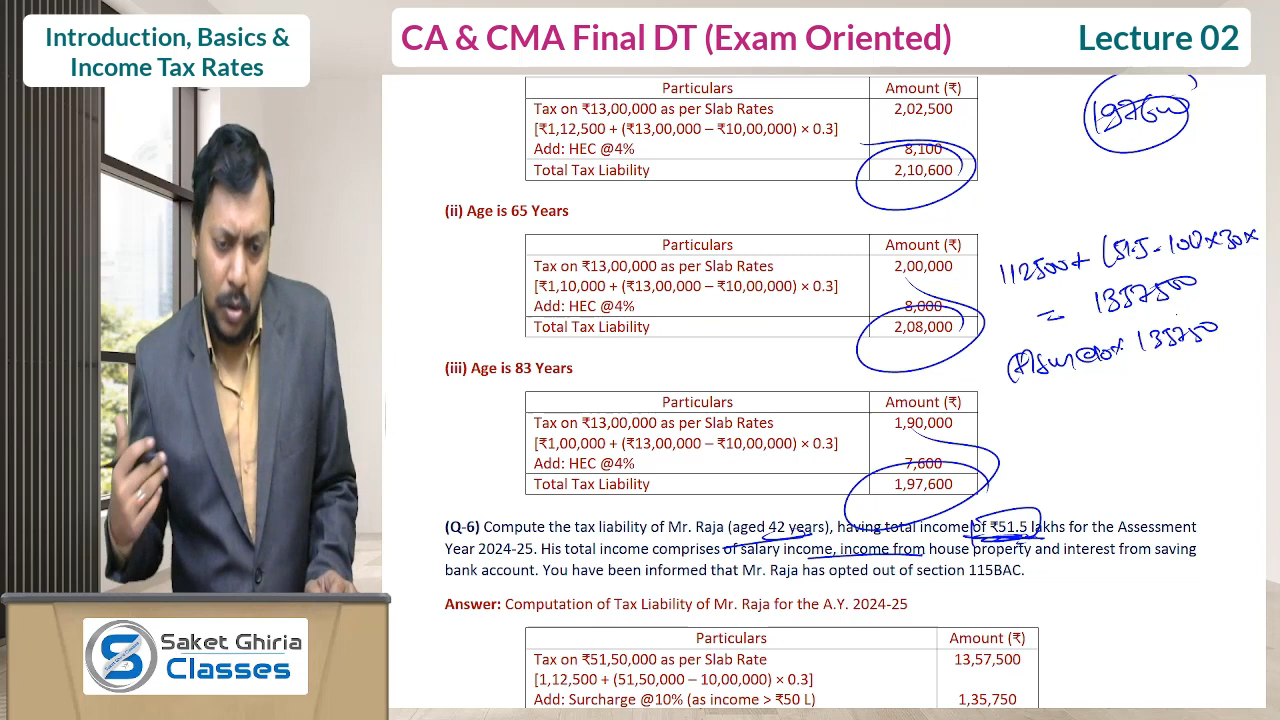 Introduction, Basics &
Income Tax Rates
CA & CMA Final DT (Exam Oriented)
Lecture 02
Particulars Amount (₹)
Tax on ₹13,00,000 as per Slab Rates 2,02,500
[₹1,12,500 + (₹13,00,000 – ₹10,00,000) × 0.3]
Add: HEC @4% 8,100
Total Tax Liability 2,10,600
(ii) Age is 65 Years
Particulars Amount (₹)
Tax on ₹13,00,000 as per Slab Rates 2,00,000
[₹1,10,000 + (₹13,00,000 – ₹10,00,000) × 0.3]
Add: HEC @4% 8,000
Total Tax Liability 2,08,000
(iii) Age is 83 Years
Particulars Amount (₹)
Tax on ₹13,00,000 as per Slab Rates 1,90,000
[₹1,00,000 + (₹13,00,000 – ₹10,00,000) × 0.3]
Add: HEC @4% 7,600
Total Tax Liability 1,97,600
197600
112500+ (51.5-10L)×30%
= 1357500
(+) Sur @10% 135750
(Q-6) Compute the tax liability of Mr. Raja (aged 42 years), having total income of ₹51.5 lakhs for the Assessment
Year 2024-25. His total income comprises of salary income, income from house property and interest from saving
bank account. You have been informed that Mr. Raja has opted out of section 115BAC.
Answer: Computation of Tax Liability of Mr. Raja for the A.Y. 2024-25
Particulars Amount (₹)
Tax on ₹51,50,000 as per Slab Rate 13,57,500
[1,12,500 + (51,50,000 – 10,00,000) × 0.3]
Add: Surcharge @10% (as income > ₹50 L) 1,35,750
Saket Ghiria
Classes